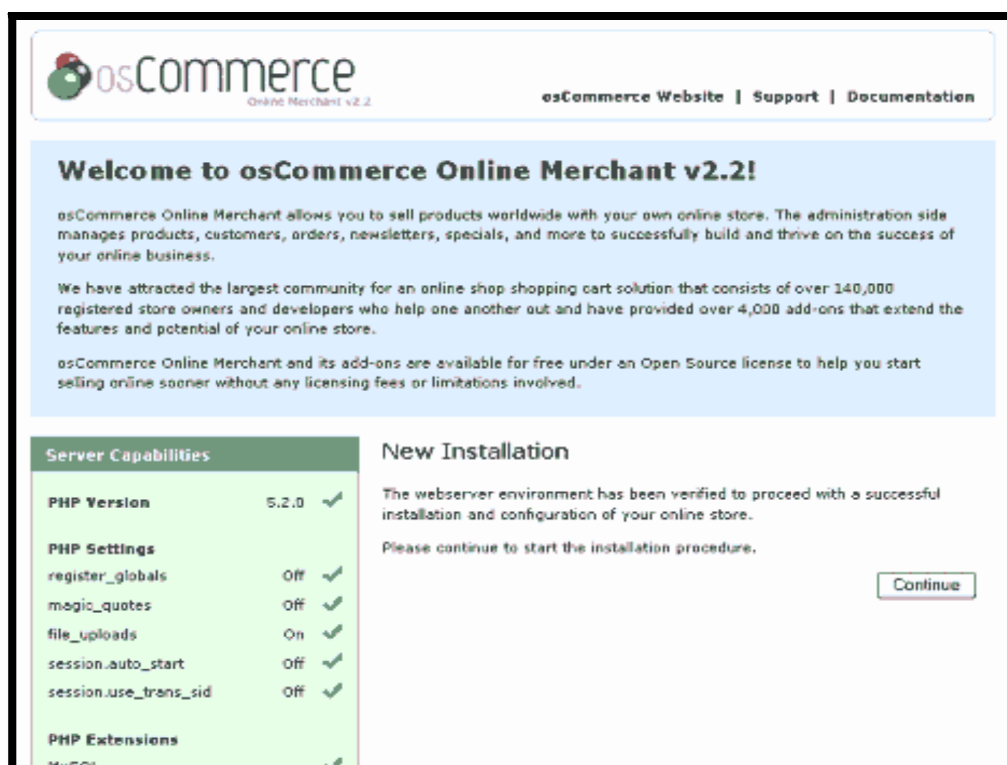 osCommerce
Online Merchant v2.2
osCommerce Website | Support | Documentation
Welcome to osCommerce Online Merchant v2.2!
osCommerce Online Merchant allows you to sell products worldwide with your own online store. The administration side
manages products, customers, orders, newsletters, specials, and more to successfully build and thrive on the success of
your online business.
We have attracted the largest community for an online shop shopping cart solution that consists of over 140,000
registered store owners and developers who help one another out and have provided over 4,000 add-ons that extend the
features and potential of your online store.
osCommerce Online Merchant and its add-ons are available for free under an Open Source license to help you start
selling online sooner without any licensing fees or limitations involved.
Server Capabilities
PHP Version 5.2.0
PHP Settings
register_globals Off
magic_quotes Off
file_uploads On
session.auto_start Off
session.use_trans_sid Off
PHP Extensions
MySQL
New Installation
The webserver environment has been verified to proceed with a successful
installation and configuration of your online store.
Please continue to start the installation procedure.
Continue